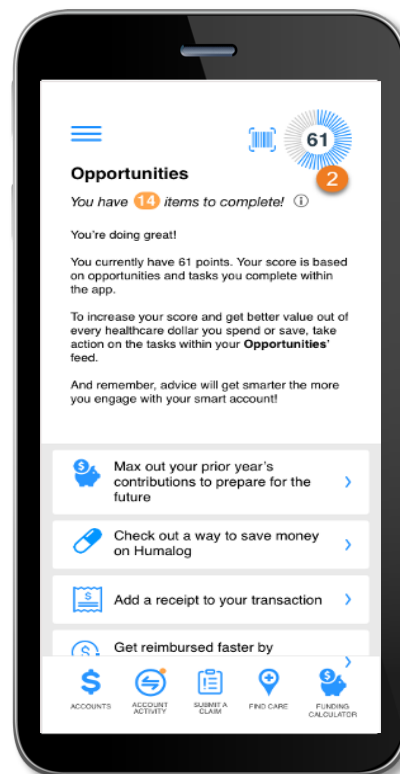 61
2
Opportunities
You have 14 items to complete!
You're doing great!
You currently have 61 points. Your score is based
on opportunities and tasks you complete within
the app.
To increase your score and get better value out of
every healthcare dollar you spend or save, take
action on the tasks within your Opportunities'
feed.
And remember, advice will get smarter the more
you engage with your smart account!
Max out your prior year's
contributions to prepare for the
future
Check out a way to save money
on Humalog
Add a receipt to your transaction
Get reimbursed faster by
ACCOUNTS
ACCOUNT
ACTIVITY
SUBMIT A
CLAIM
FIND CARE
FUNDING
CALCULATOR